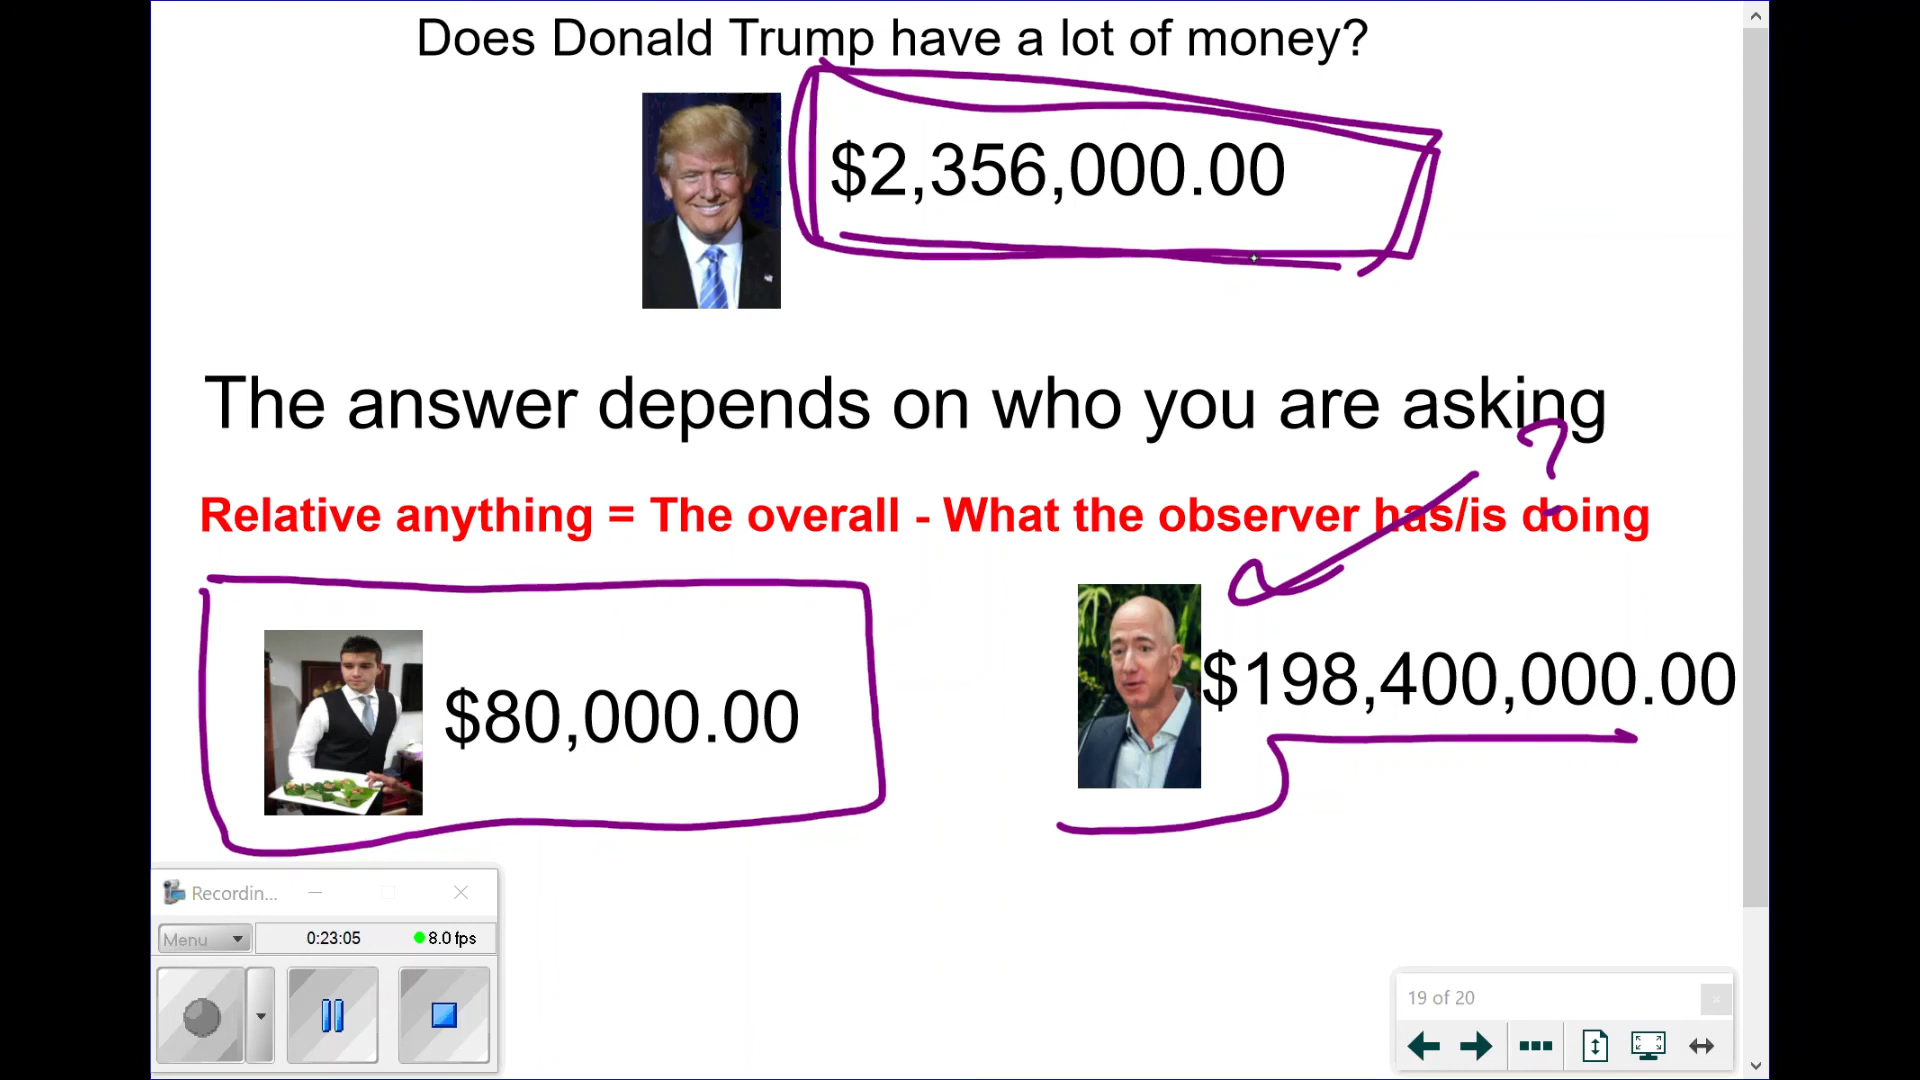 Does Donald Trump have a lot of money?
$2,356,000.00
The answer depends on who you are asking
?
Relative anything = The overall - What the observer has/is doing
$80,000.00
$198,400,000.00
Recordin...
Menu
0:23:05
8.0 fps
19 of 20